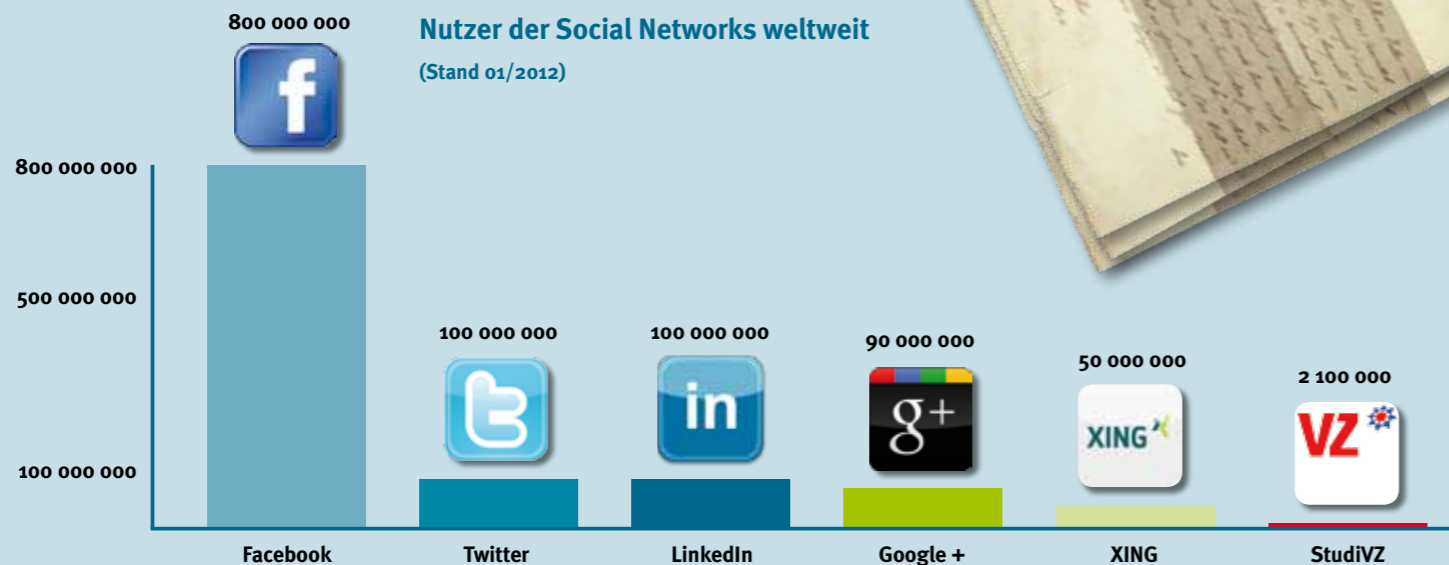 Nutzer der Social Networks weltweit
(Stand 01/2012)
800 000 000
f
800 000 000
500 000 000
100 000 000
100 000 000
100 000 000
90 000 000
50 000 000
2 100 000
t
in
g+
XING
VZ
Facebook
Twitter
LinkedIn
Google +
XING
StudiVZ